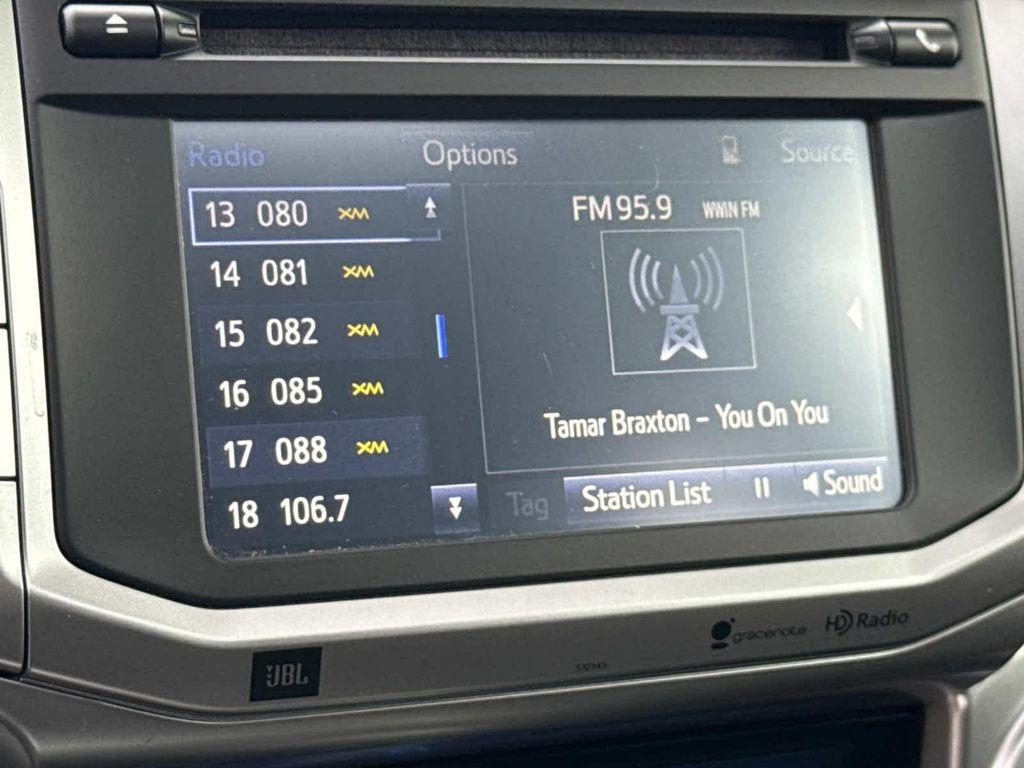 Radio Options Source
13 080 XM
14 081 XM
15 082 XM
16 085 XM
17 088 XM
18 106.7
FM 95.9 WWIN FM
Tamar Braxton – You On You
Tag Station List Sound
gracenote HD Radio
JBL
510343